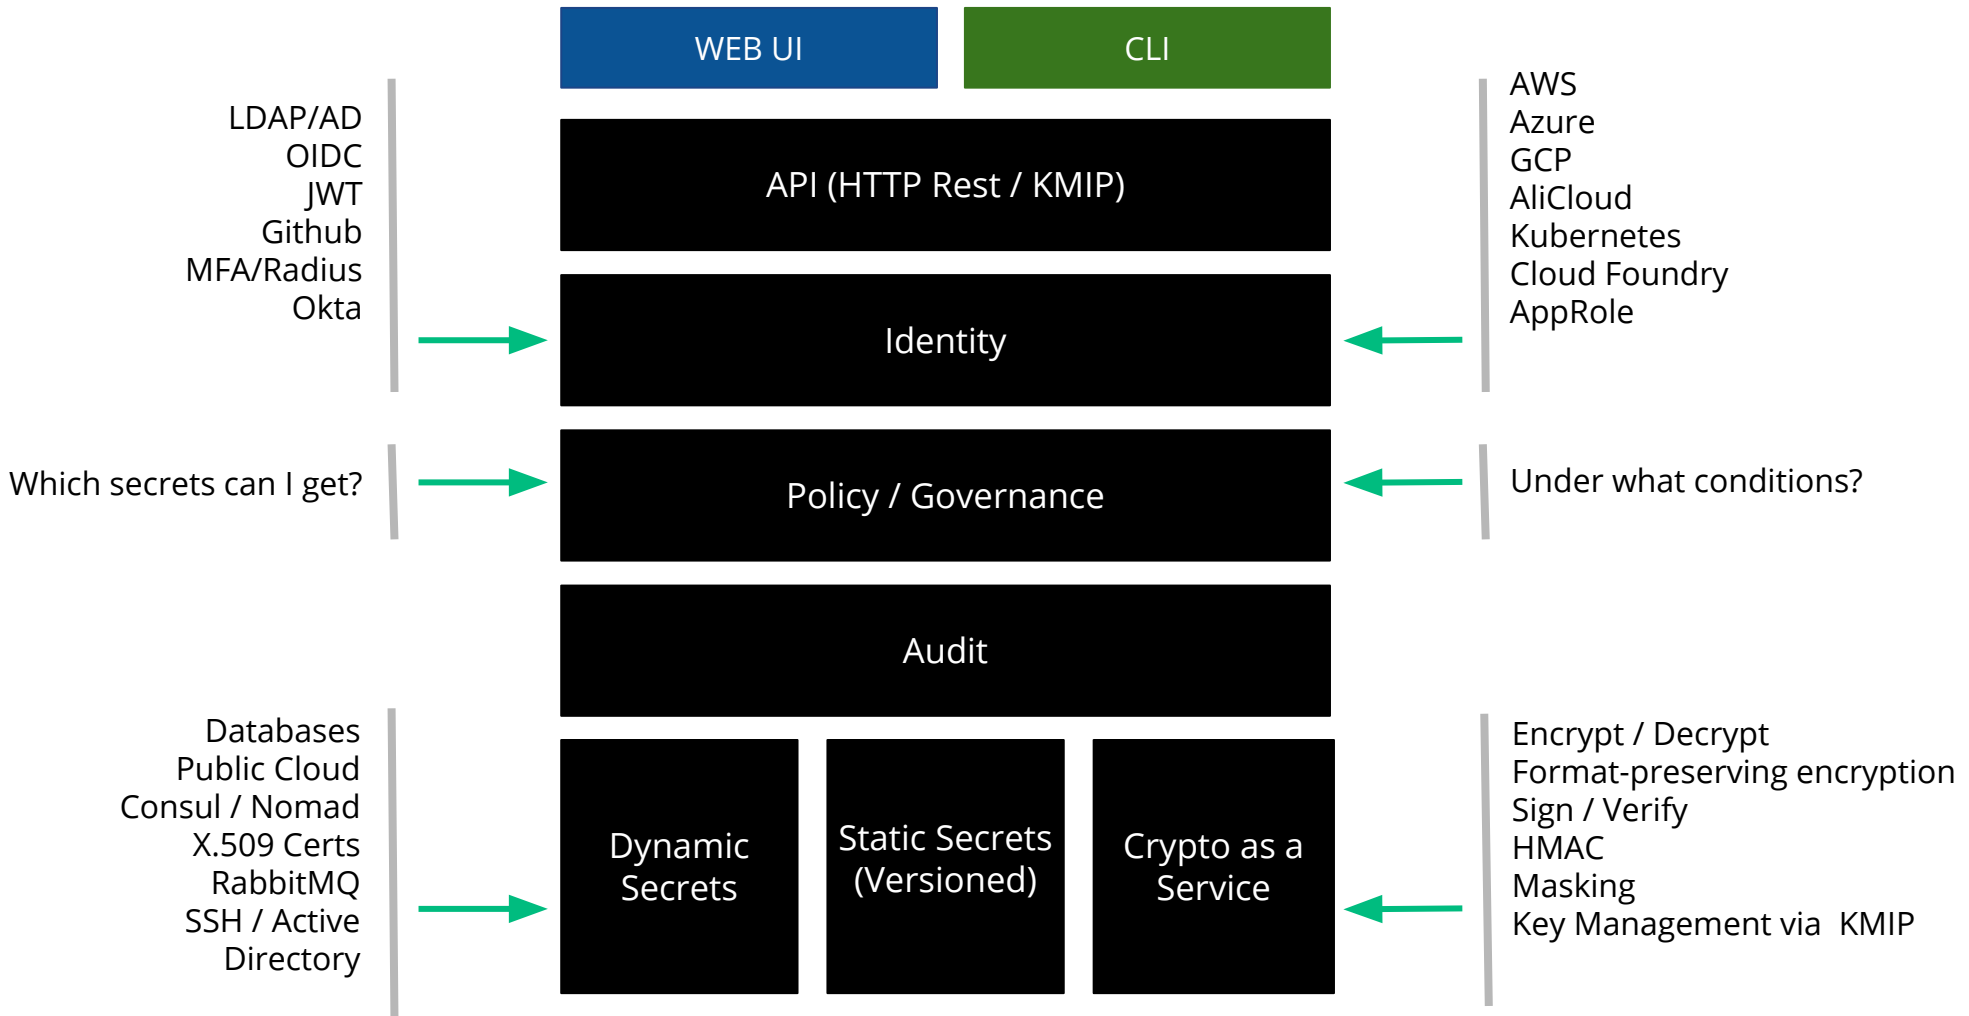 WEB UI
CLI
LDAP/AD
OIDC
JWT
Github
MFA/Radius
Okta
API (HTTP Rest / KMIP)
AWS
Azure
GCP
AliCloud
Kubernetes
Cloud Foundry
AppRole
Identity
Which secrets can I get?
Policy / Governance
Under what conditions?
Audit
Databases
Public Cloud
Consul / Nomad
X.509 Certs
RabbitMQ
SSH / Active
Directory
Dynamic
Secrets
Static Secrets
(Versioned)
Crypto as a
Service
Encrypt / Decrypt
Format-preserving encryption
Sign / Verify
HMAC
Masking
Key Management via  KMIP